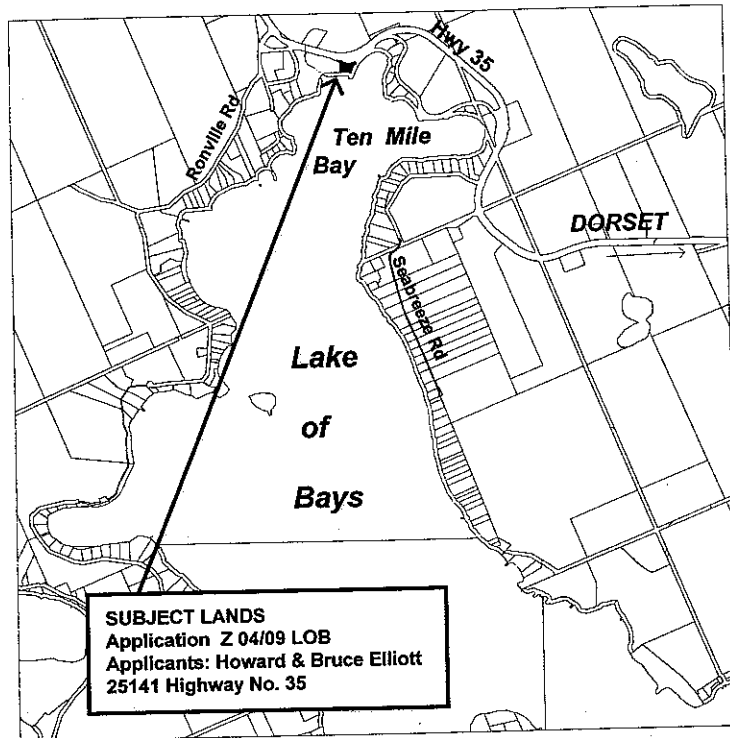 Hwy 35
Ronville Rd
Ten Mile
Bay
DORSET
Seabreeze Rd
Lake
of
Bays
SUBJECT LANDS
Application Z 04/09 LOB
Applicants: Howard & Bruce Elliott
25141 Highway No. 35